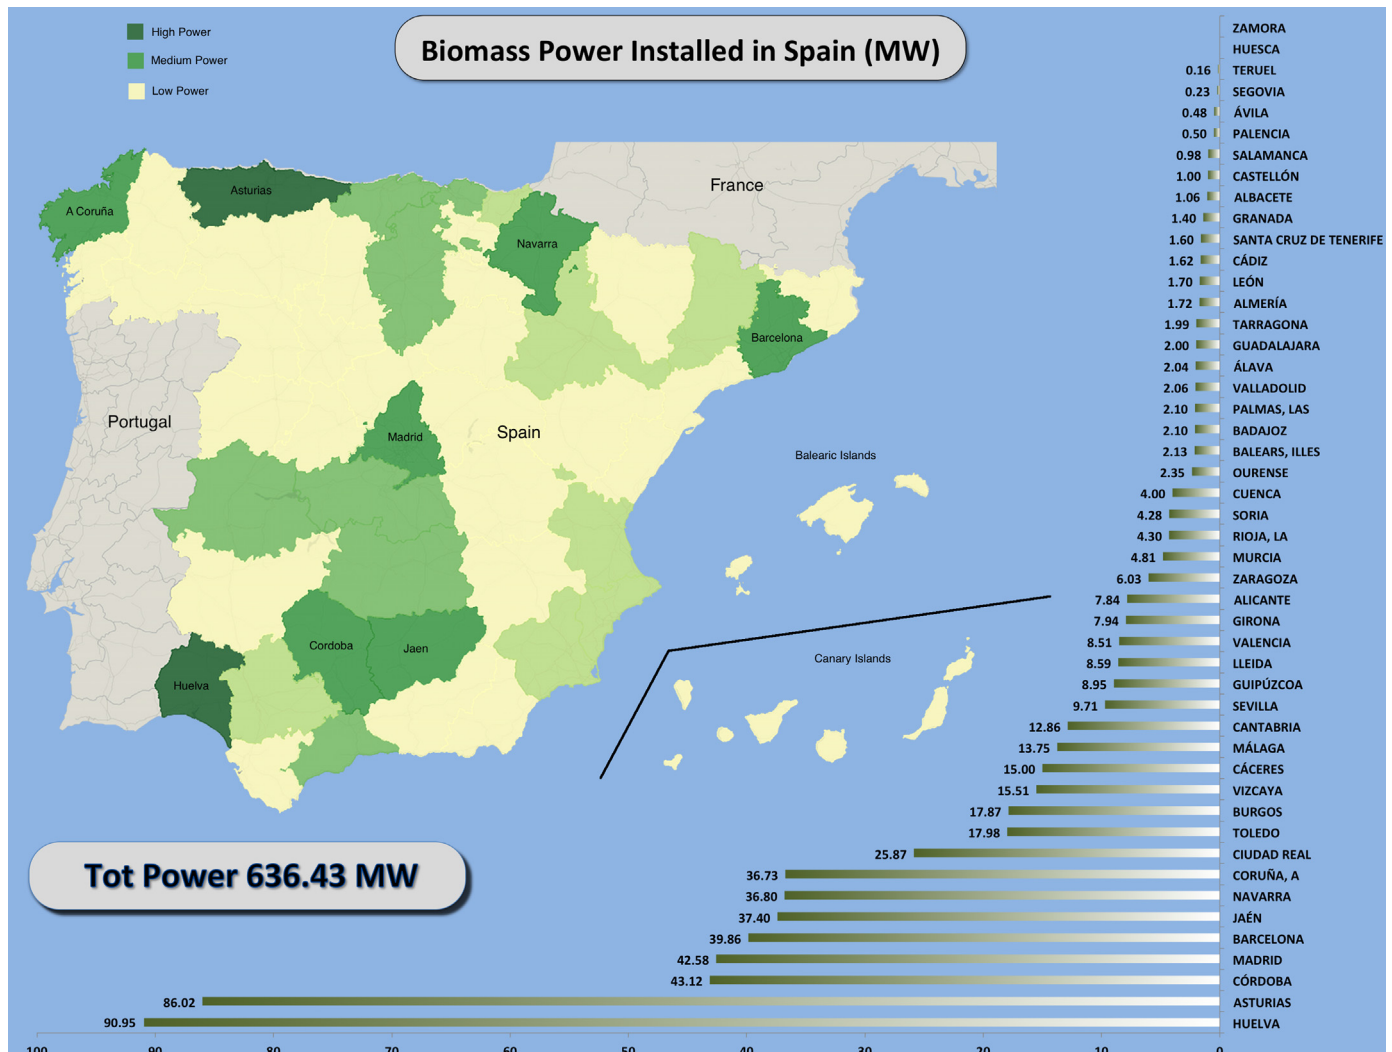 High Power
Medium Power
Low Power
Biomass Power Installed in Spain (MW)
A Coruña
Asturias
Navarra
France
Barcelona
Portugal
Madrid
Spain
Balearic Islands
Cordoba
Jaen
Huelva
Canary Islands
Tot Power 636.43 MW
ZAMORA
HUESCA
0.16 TERUEL
0.23 SEGOVIA
0.48 ÁVILA
0.50 PALENCIA
0.98 SALAMANCA
1.00 CASTELLÓN
1.06 ALBACETE
1.40 GRANADA
1.60 SANTA CRUZ DE TENERIFE
1.62 CÁDIZ
1.70 LEÓN
1.72 ALMERÍA
1.99 TARRAGONA
2.00 GUADALAJARA
2.04 ÁLAVA
2.06 VALLADOLID
2.10 PALMAS, LAS
2.10 BADAJOZ
2.13 BALEARS, ILLES
2.35 OURENSE
4.00 CUENCA
4.28 SORIA
4.30 RIOJA, LA
4.81 MURCIA
6.03 ZARAGOZA
7.84 ALICANTE
7.94 GIRONA
8.51 VALENCIA
8.59 LLEIDA
8.95 GUIPÚZCOA
9.71 SEVILLA
12.86 CANTABRIA
13.75 MÁLAGA
15.00 CÁCERES
15.51 VIZCAYA
17.87 BURGOS
17.98 TOLEDO
25.87 CIUDAD REAL
36.73 CORUÑA, A
36.80 NAVARRA
37.40 JAÉN
39.86 BARCELONA
42.58 MADRID
43.12 CÓRDOBA
86.02 ASTURIAS
90.95 HUELVA
100 90 80 70 60 50 40 30 20 10 0